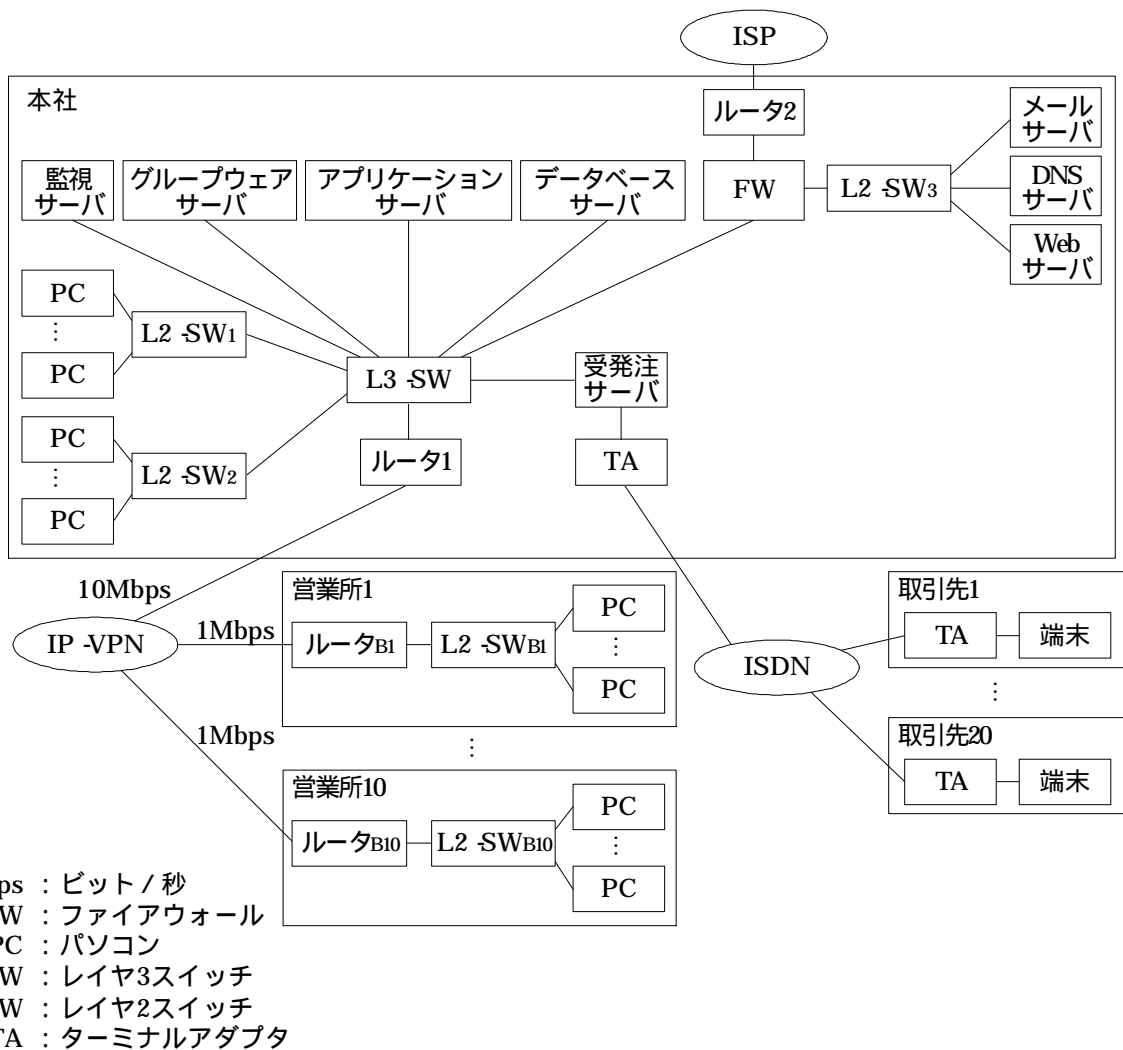 ISP
本社
ルータ2
メール
サーバ
監視
サーバ
グループウェア
サーバ
アプリケーション
サーバ
データベース
サーバ
FW
L2-SW3
DNS
サーバ
Web
サーバ
PC
⋮
PC
L2-SW1
L3-SW
受発注
サーバ
PC
⋮
PC
L2-SW2
ルータ1
TA
10Mbps
IP-VPN
1Mbps
1Mbps
営業所1
ルータB1
L2-SWB1
PC
⋮
PC
⋮
営業所10
ルータB10
L2-SWB10
PC
⋮
PC
ISDN
取引先1
TA
端末
⋮
取引先20
TA
端末
ps:ビット/秒
W:ファイアウォール
PC:パソコン
W:レイヤ3スイッチ
W:レイヤ2スイッチ
TA:ターミナルアダプタ